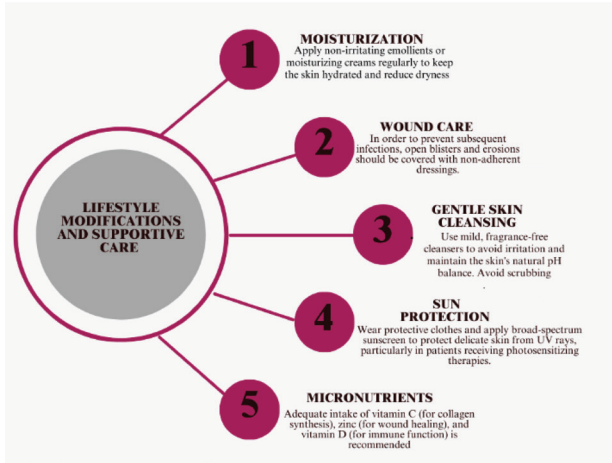 LIFESTYLE
MODIFICATIONS
AND SUPPORTIVE
CARE
1
MOISTURIZATION
Apply non-irritating emollients or
moisturizing creams regularly to keep
the skin hydrated and reduce dryness
2
WOUND CARE
In order to prevent subsequent
infections, open blisters and erosions
should be covered with non-adherent
dressings.
3
GENTLE SKIN
CLEANSING
Use mild, fragrance-free
cleansers to avoid irritation and
maintain the skin's natural pH
balance. Avoid scrubbing
.
4
SUN
PROTECTION
Wear protective clothes and apply broad-spectrum
sunscreen to protect delicate skin from UV rays,
particularly in patients receiving photosensitizing
therapies.
5
MICRONUTRIENTS
Adequate intake of vitamin C (for collagen
synthesis), zinc (for wound healing), and
vitamin D (for immune function) is
recommended